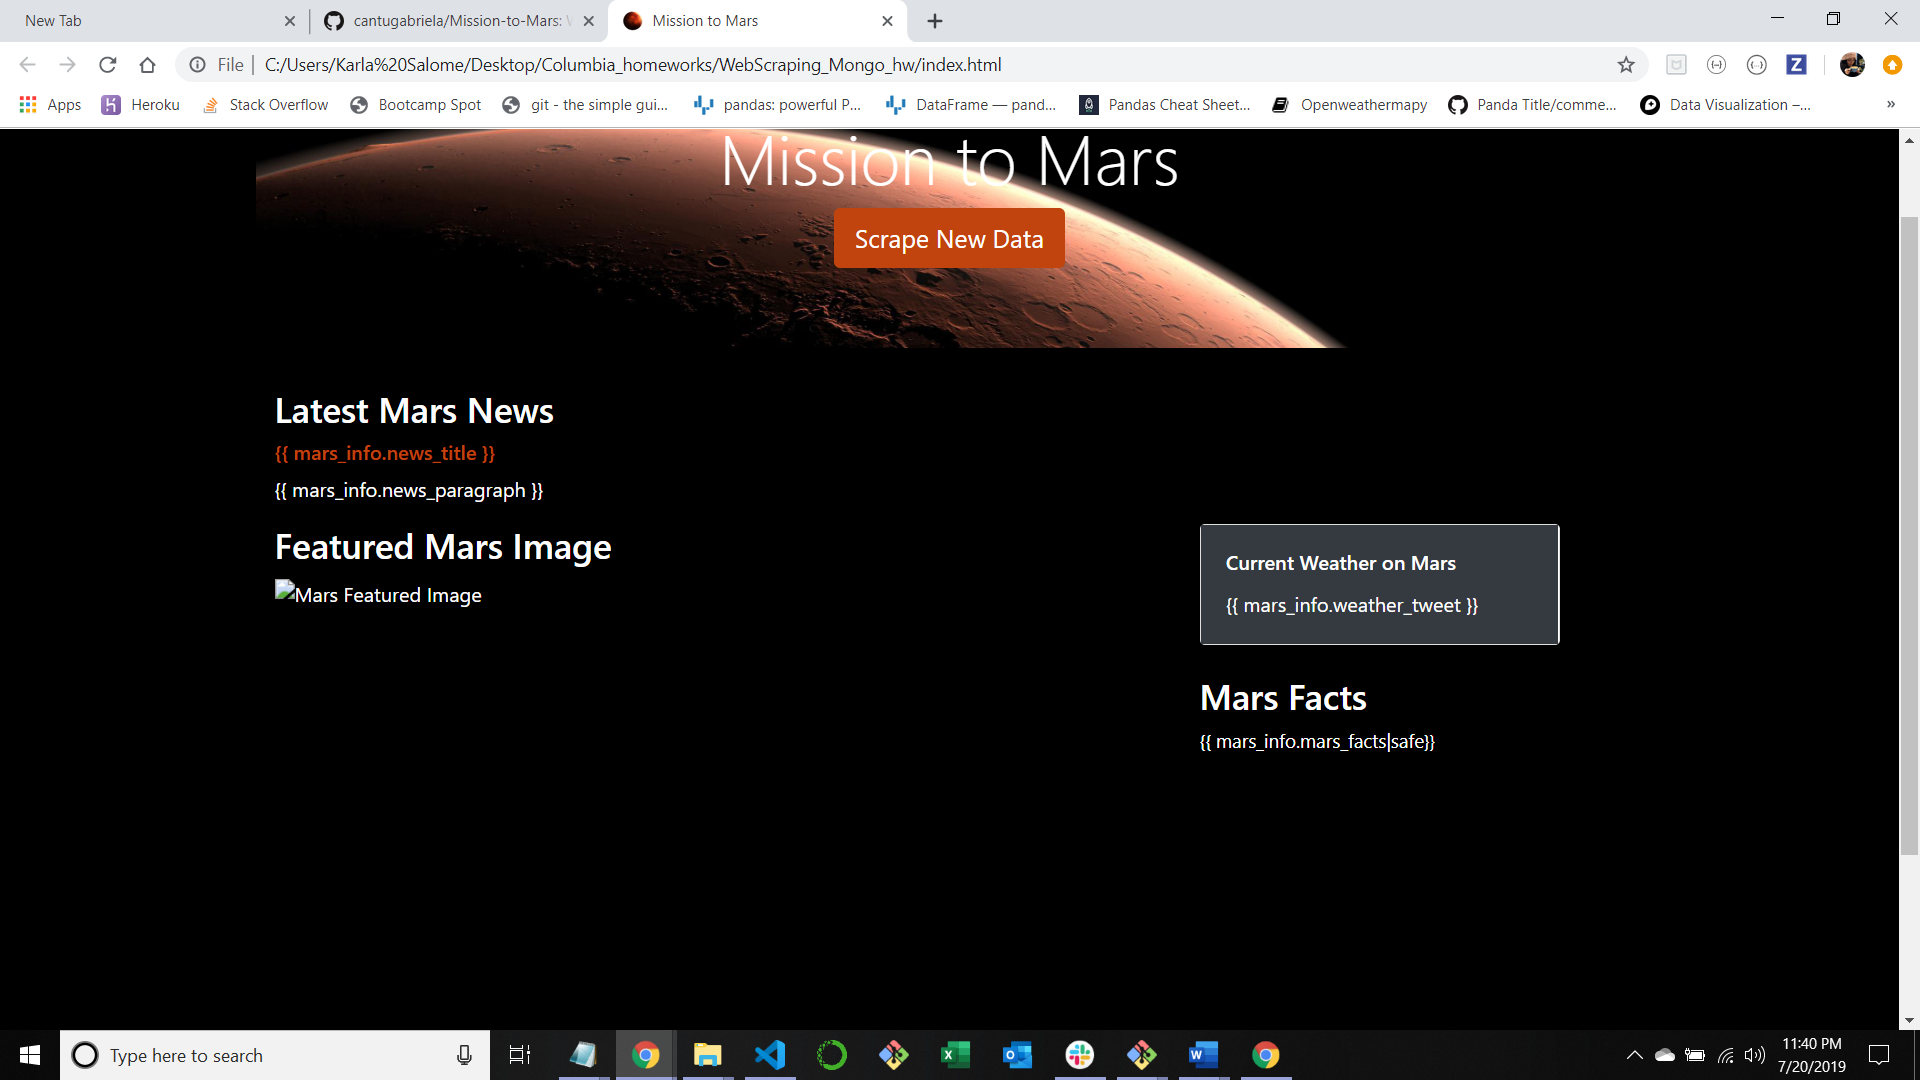 New Tab
cantugabriela/Mission-to-Mars: W
Mission to Mars
File
C:/Users/Karla%20Salome/Desktop/Columbia_homeworks/WebScraping_Mongo_hw/index.html
Z
Apps
Heroku
Stack Overflow
Bootcamp Spot
git - the simple gui...
pandas: powerful P...
DataFrame — pand...
Pandas Cheat Sheet...
Openweathermapy
Panda Title/comme...
Data Visualization –...
»
Mission to Mars
Scrape New Data
Latest Mars News
{{ mars_info.news_title }}
{{ mars_info.news_paragraph }}
Featured Mars Image
Mars Featured Image
Current Weather on Mars
{{ mars_info.weather_tweet }}
Mars Facts
{{ mars_info.mars_facts|safe}}
Type here to search
11:40 PM
7/20/2019